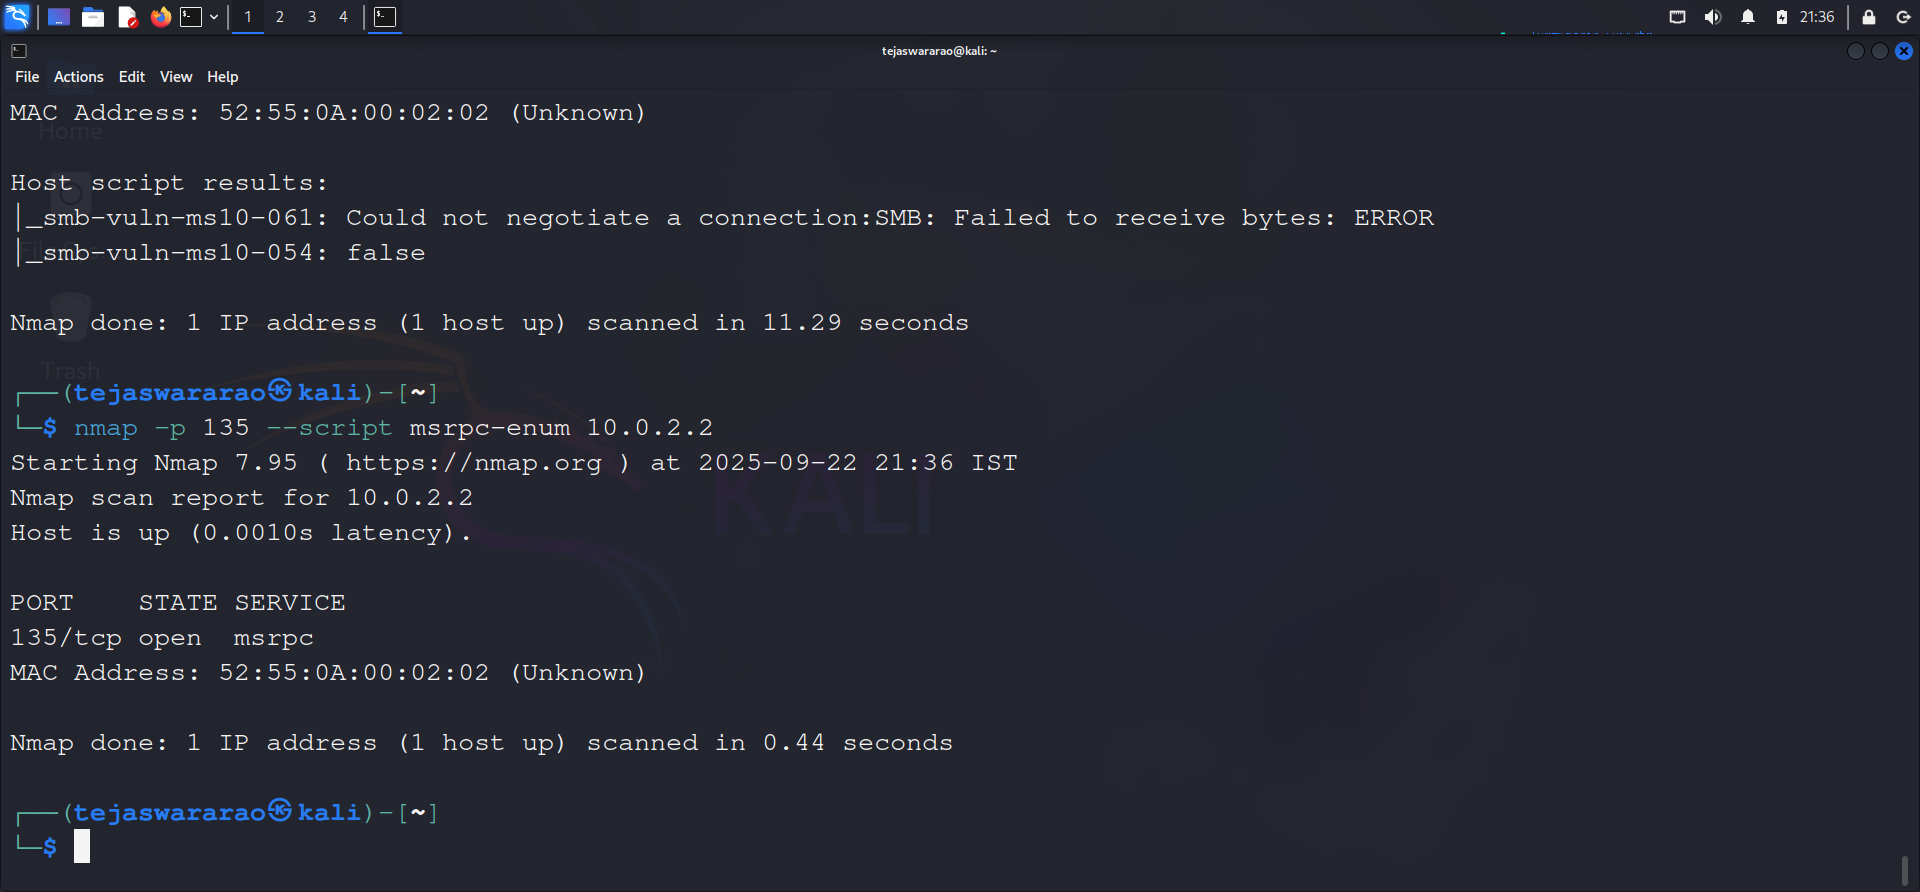 1 2 3 4 21:36
tejaswararao@kali: ~
File Actions Edit View Help
MAC Address: 52:55:0A:00:02:02 (Unknown)
Home
Host script results:
|_smb-vuln-ms10-061: Could not negotiate a connection:SMB: Failed to receive bytes: ERROR
|_smb-vuln-ms10-054: false
Nmap done: 1 IP address (1 host up) scanned in 11.29 seconds
Trash
┌──(tejaswararao㉿kali)-[~]
└─$ nmap -p 135 --script msrpc-enum 10.0.2.2
Starting Nmap 7.95 ( https://nmap.org ) at 2025-09-22 21:36 IST
Nmap scan report for 10.0.2.2
KALI
Host is up (0.0010s latency).
PORT    STATE SERVICE
135/tcp open  msrpc
MAC Address: 52:55:0A:00:02:02 (Unknown)
Nmap done: 1 IP address (1 host up) scanned in 0.44 seconds
┌──(tejaswararao㉿kali)-[~]
└─$